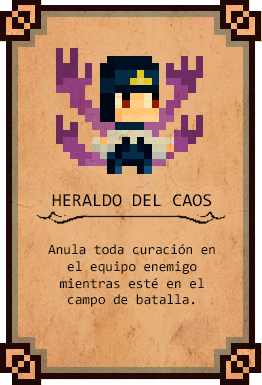 HERALDO DEL CAOS
Anula toda curación en
el equipo enemigo
mientras esté en el
campo de batalla.